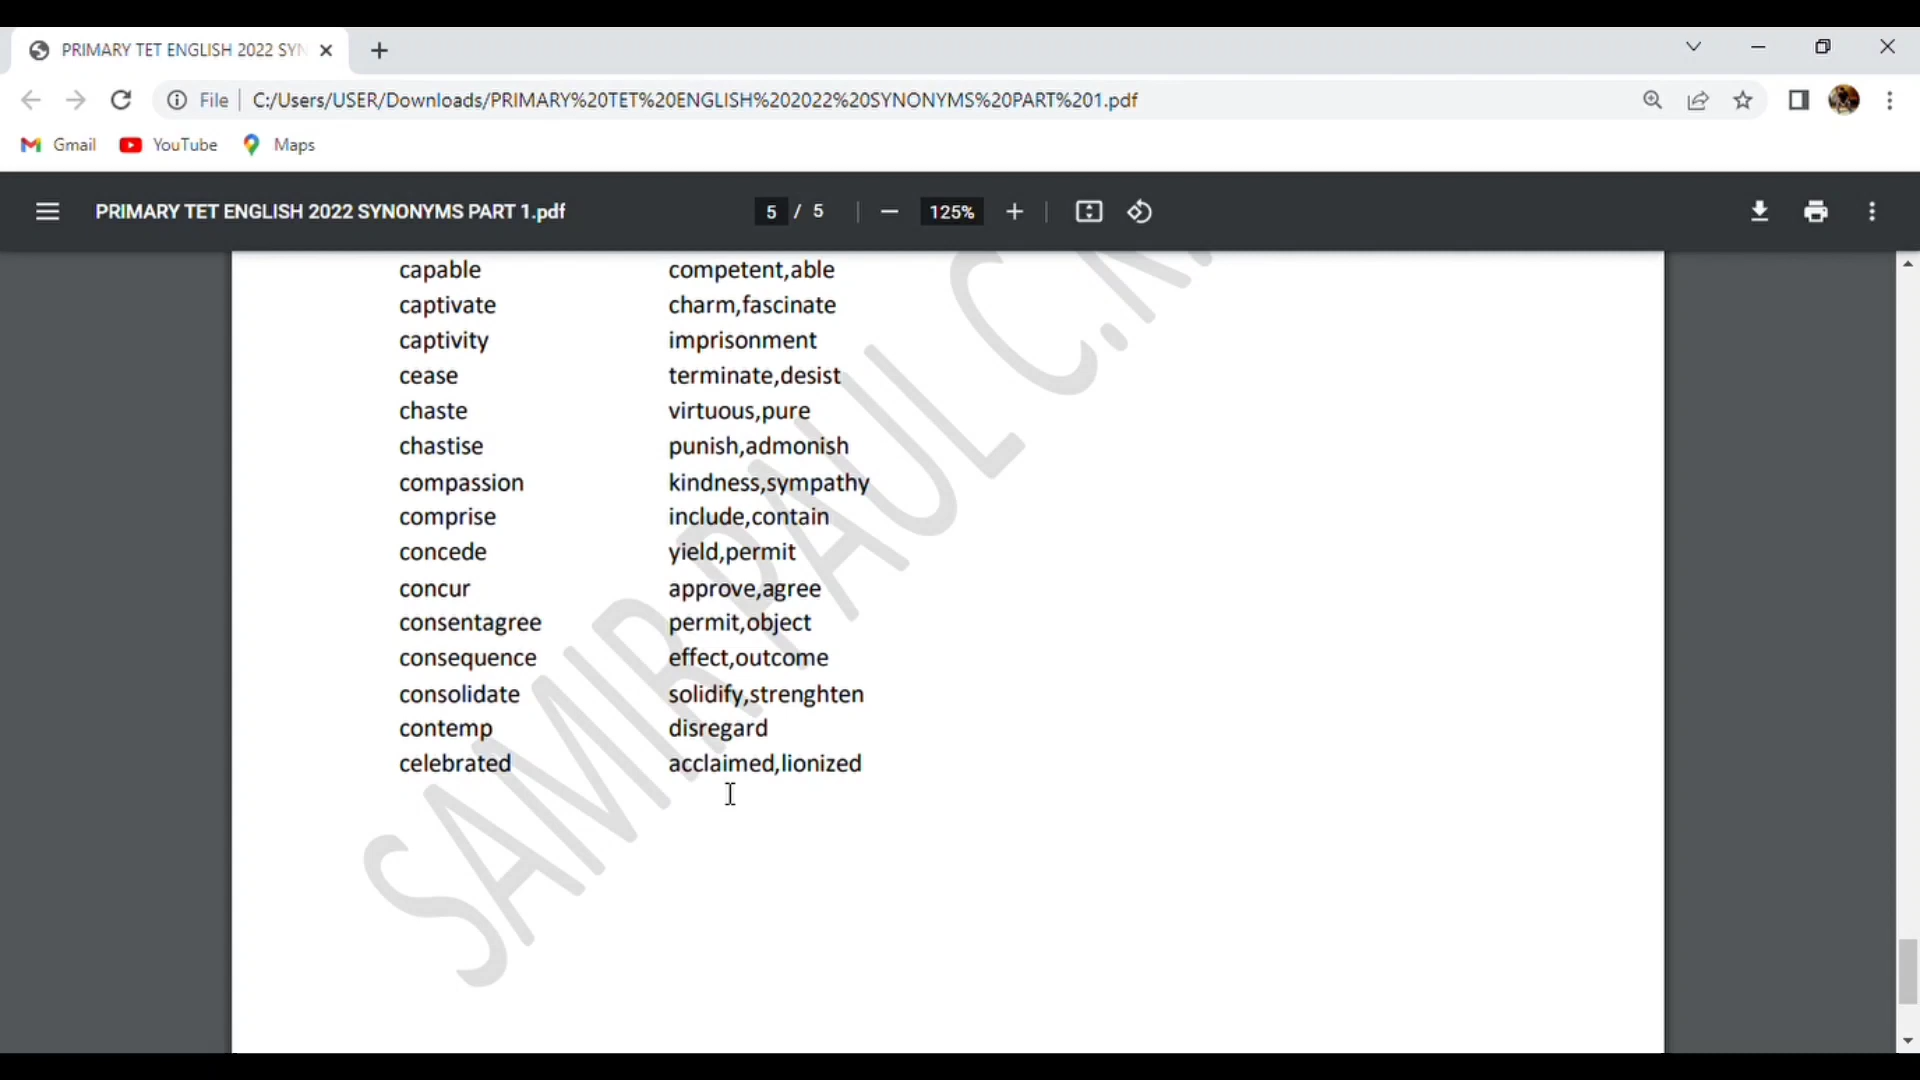 PRIMARY TET ENGLISH 2022 SYN
File C:/Users/USER/Downloads/PRIMARY%20TET%20ENGLISH%202022%20SYNONYMS%20PART%201.pdf
Gmail YouTube Maps
PRIMARY TET ENGLISH 2022 SYNONYMS PART 1.pdf 5 / 5 125%
capable competent,able
captivate charm,fascinate
captivity imprisonment
cease terminate,desist
chaste virtuous,pure
chastise punish,admonish
compassion kindness,sympathy
comprise include,contain
concede yield,permit
concur approve,agree
consentagree permit,object
consequence effect,outcome
consolidate solidify,strenghten
contemp disregard
celebrated acclaimed,lionized
SAMIR PAUL